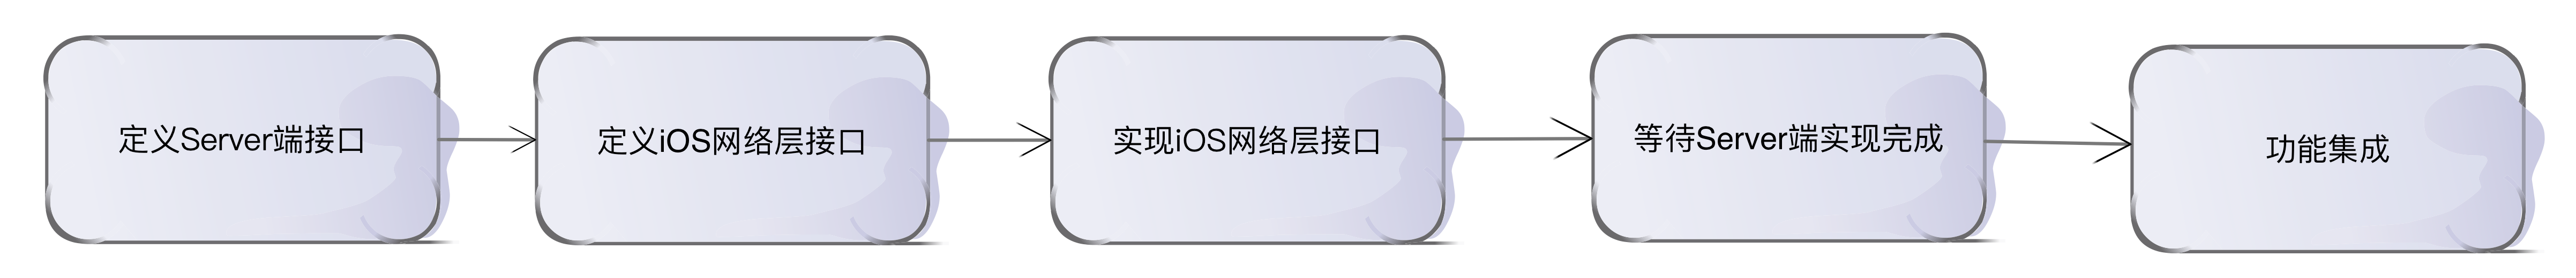 定义Server端接口
定义iOS网络层接口
实现iOS网络层接口
等待Server端实现完成
功能集成